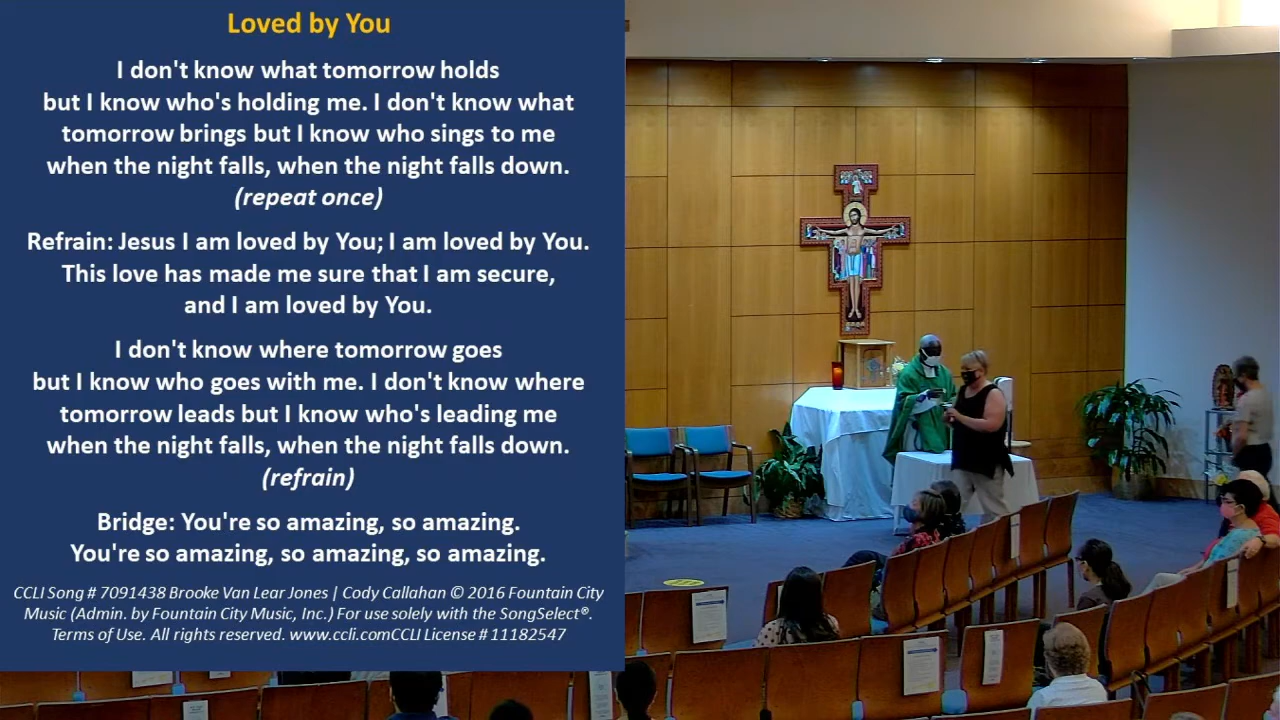 Loved by You
I don't know what tomorrow holds
but I know who's holding me. I don't know what
tomorrow brings but I know who sings to me
when the night falls, when the night falls down.
(repeat once)
Refrain: Jesus I am loved by You; I am loved by You.
This love has made me sure that I am secure,
and I am loved by You.
I don't know where tomorrow goes
but I know who goes with me. I don't know where
tomorrow leads but I know who's leading me
when the night falls, when the night falls down.
(refrain)
Bridge: You're so amazing, so amazing.
You're so amazing, so amazing, so amazing.
CCLI Song # 7091438 Brooke Van Lear Jones | Cody Callahan © 2016 Fountain City
Music (Admin. by Fountain City Music, Inc.) For use solely with the SongSelect®.
Terms of Use. All rights reserved. www.ccli.comCCLI License # 11182547